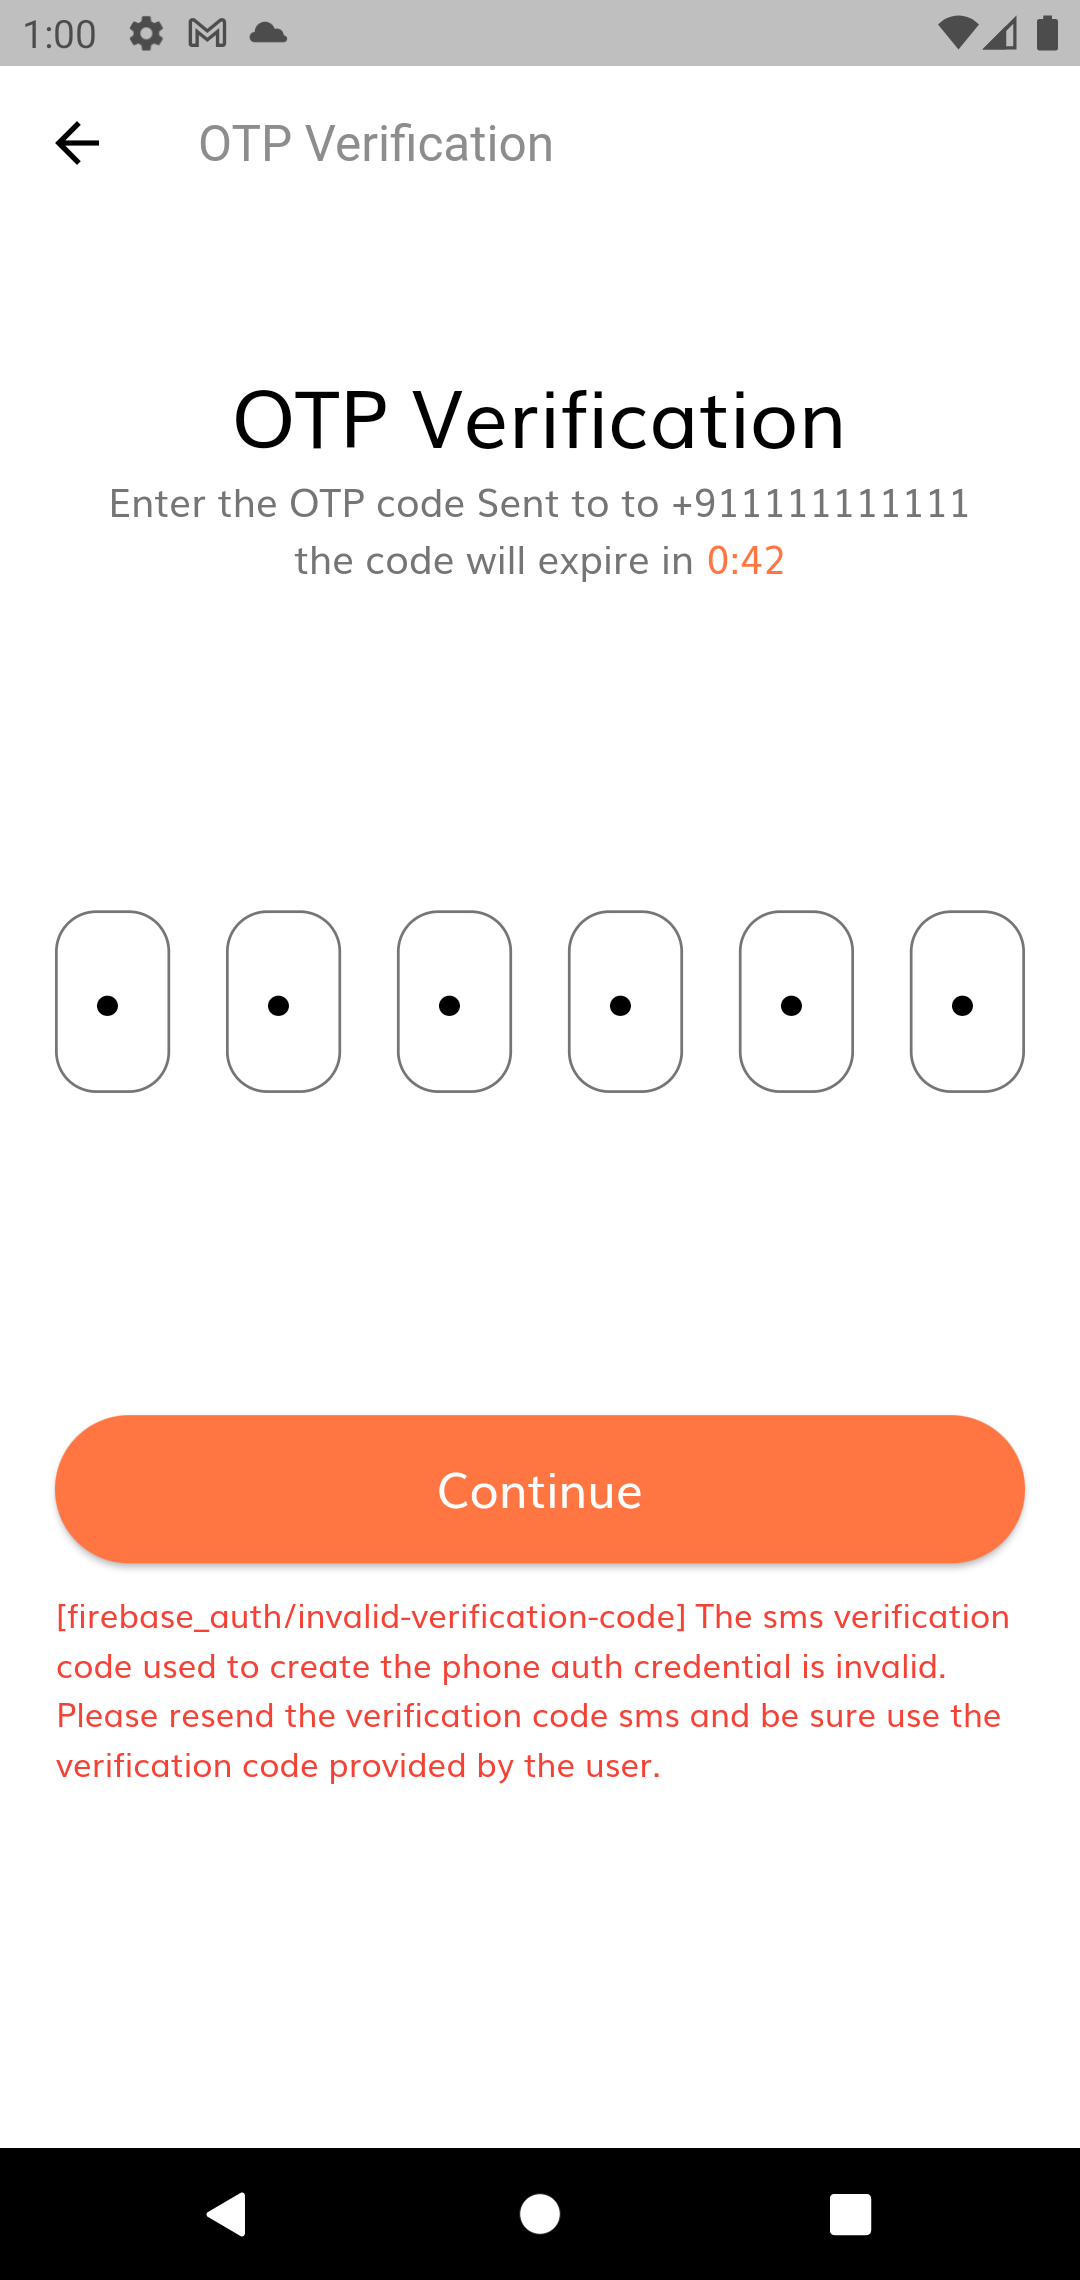 1:00
OTP Verification
OTP Verification
Enter the OTP code Sent to to +911111111111
the code will expire in 0:42
Continue
[firebase_auth/invalid-verification-code] The sms verification
code used to create the phone auth credential is invalid.
Please resend the verification code sms and be sure use the
verification code provided by the user.